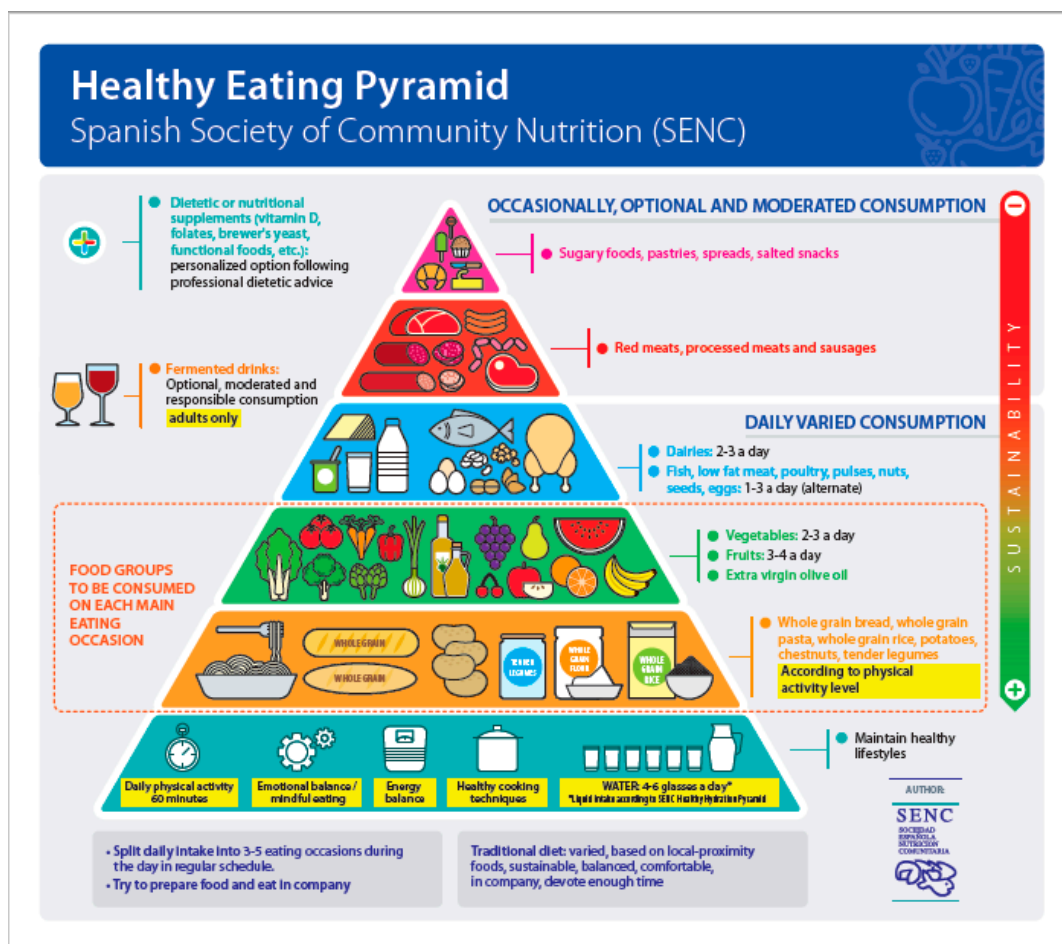 Healthy Eating Pyramid
Spanish Society of Community Nutrition (SENC)
Dietetic or nutritional
supplements (vitamin D,
folates, brewer's yeast,
functional foods, etc.):
personalized option following
professional dietetic advice
OCCASIONALLY, OPTIONAL AND MODERATED CONSUMPTION
Sugary foods, pastries, spreads, salted snacks
Red meats, processed meats and sausages
Fermented drinks:
Optional, moderated and
responsible consumption
adults only
DAILY VARIED CONSUMPTION
Dairies: 2-3 a day
Fish, low fat meat, poultry, pulses, nuts,
seeds, eggs: 1-3 a day (alternate)
SUSTAINABILITY
FOOD GROUPS
TO BE CONSUMED
ON EACH MAIN
EATING
OCCASION
Vegetables: 2-3 a day
Fruits: 3-4 a day
Extra virgin olive oil
WHOLE GRAIN
WHOLE GRAIN
TENDER
LEGUMES
WHOLE
GRAIN
FLOUR
WHOLE
GRAIN
RICE
Whole grain bread, whole grain
pasta, whole grain rice, potatoes,
chestnuts, tender legumes
According to physical
activity level
Daily physical activity
60 minutes
Emotional balance /
mindful eating
Energy
balance
Healthy cooking
techniques
WATER: 4-6 glasses a day*
*Liquid intake according to SENC Healthy Hydration Pyramid
Maintain healthy
lifestyles
• Split daily intake into 3-5 eating occasions during
the day in regular schedule.
• Try to prepare food and eat in company
Traditional diet: varied, based on local-proximity
foods, sustainable, balanced, comfortable,
in company, devote enough time
AUTHOR:
SENC
SOCIEDAD
ESPAÑOLA
NUTRICION
COMUNITARIA